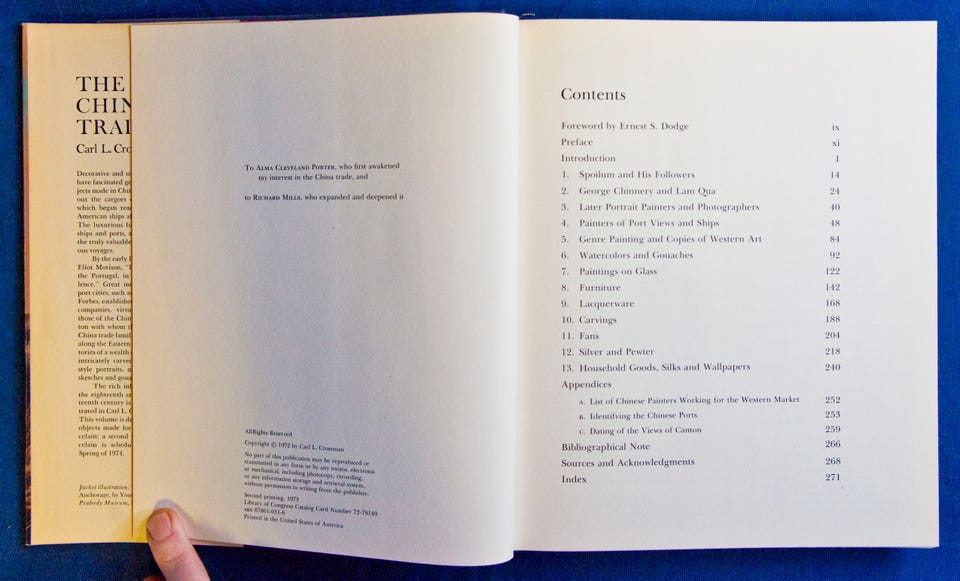 THE
CHIN
TRA
Carl L. Cro
Decorative and u
have fascinated ge
jects made in Chin
out the cargoes
which began rea
American ships a
The luxurious fu
ships and ports, a
the truly valuable
ous voyages.
By the early
Eliot Morison, "
the Portugal, in
lence." Great me
port cities, such a
Forbes, establishe
companies, virtu
those of the Chin
ton with whom t
China trade famil
along the Eastern
tories of a wealth
intricately carve
style portraits, a
sketches and goua
The rich in
the eighteenth a
teenth century is
trated in Carl L. C
This volume is de
objects made for
celain: a second
celain is schedu
Spring of 1974.
Jacket illustration:
Anchorage, by You
Peabody Museum,
To Alma Cleveland Porter, who first awakened
my interest in the China trade, and
to Richard Mills, who expanded and deepened it
All Rights Reserved
Copyright © 1972 by Carl L. Crossman
No part of this publication may be reproduced or
transmitted in any form or by any means, electronic
or mechanical, including photocopy, recording,
or any information storage and retrieval system,
without permission in writing from the publisher.
Second printing, 1973
Library of Congress Catalog Card Number 72-79149
ISBN 87661-031-6
Printed in the United States of America
Contents
Foreword by Ernest S. Dodge ix
Preface xi
Introduction 1
1. Spoilum and His Followers 14
2. George Chinnery and Lam Qua 24
3. Later Portrait Painters and Photographers 40
4. Painters of Port Views and Ships 48
5. Genre Painting and Copies of Western Art 84
6. Watercolors and Gouaches 92
7. Paintings on Glass 122
8. Furniture 142
9. Lacquerware 168
10. Carvings 188
11. Fans 204
12. Silver and Pewter 218
13. Household Goods, Silks and Wallpapers 240
Appendices
A. List of Chinese Painters Working for the Western Market 252
B. Identifying the Chinese Ports 253
C. Dating of the Views of Canton 259
Bibliographical Note 266
Sources and Acknowledgments 268
Index 271